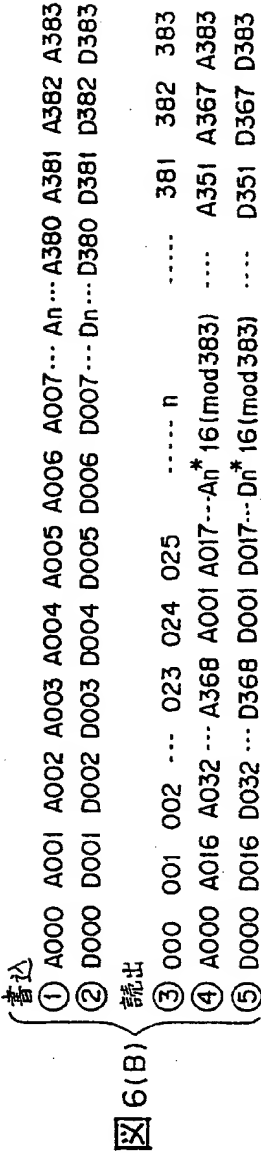 図6(B)
書込
① A000 A001 A002 A003 A004 A005 A006 A007… An… A380 A381 A382 A383
② D000 D001 D002 D003 D004 D005 D006 D007… Dn… D380 D381 D382 D383
読出
③ 000 001 002 … 023 024 025 ----- n ----- 381 382 383
④ A000 A016 A032 … A368 A001 A017…An* 16(mod383) …. A351 A367 A383
⑤ D000 D016 D032 … D368 D001 D017…Dn* 16(mod383) …. D351 D367 D383